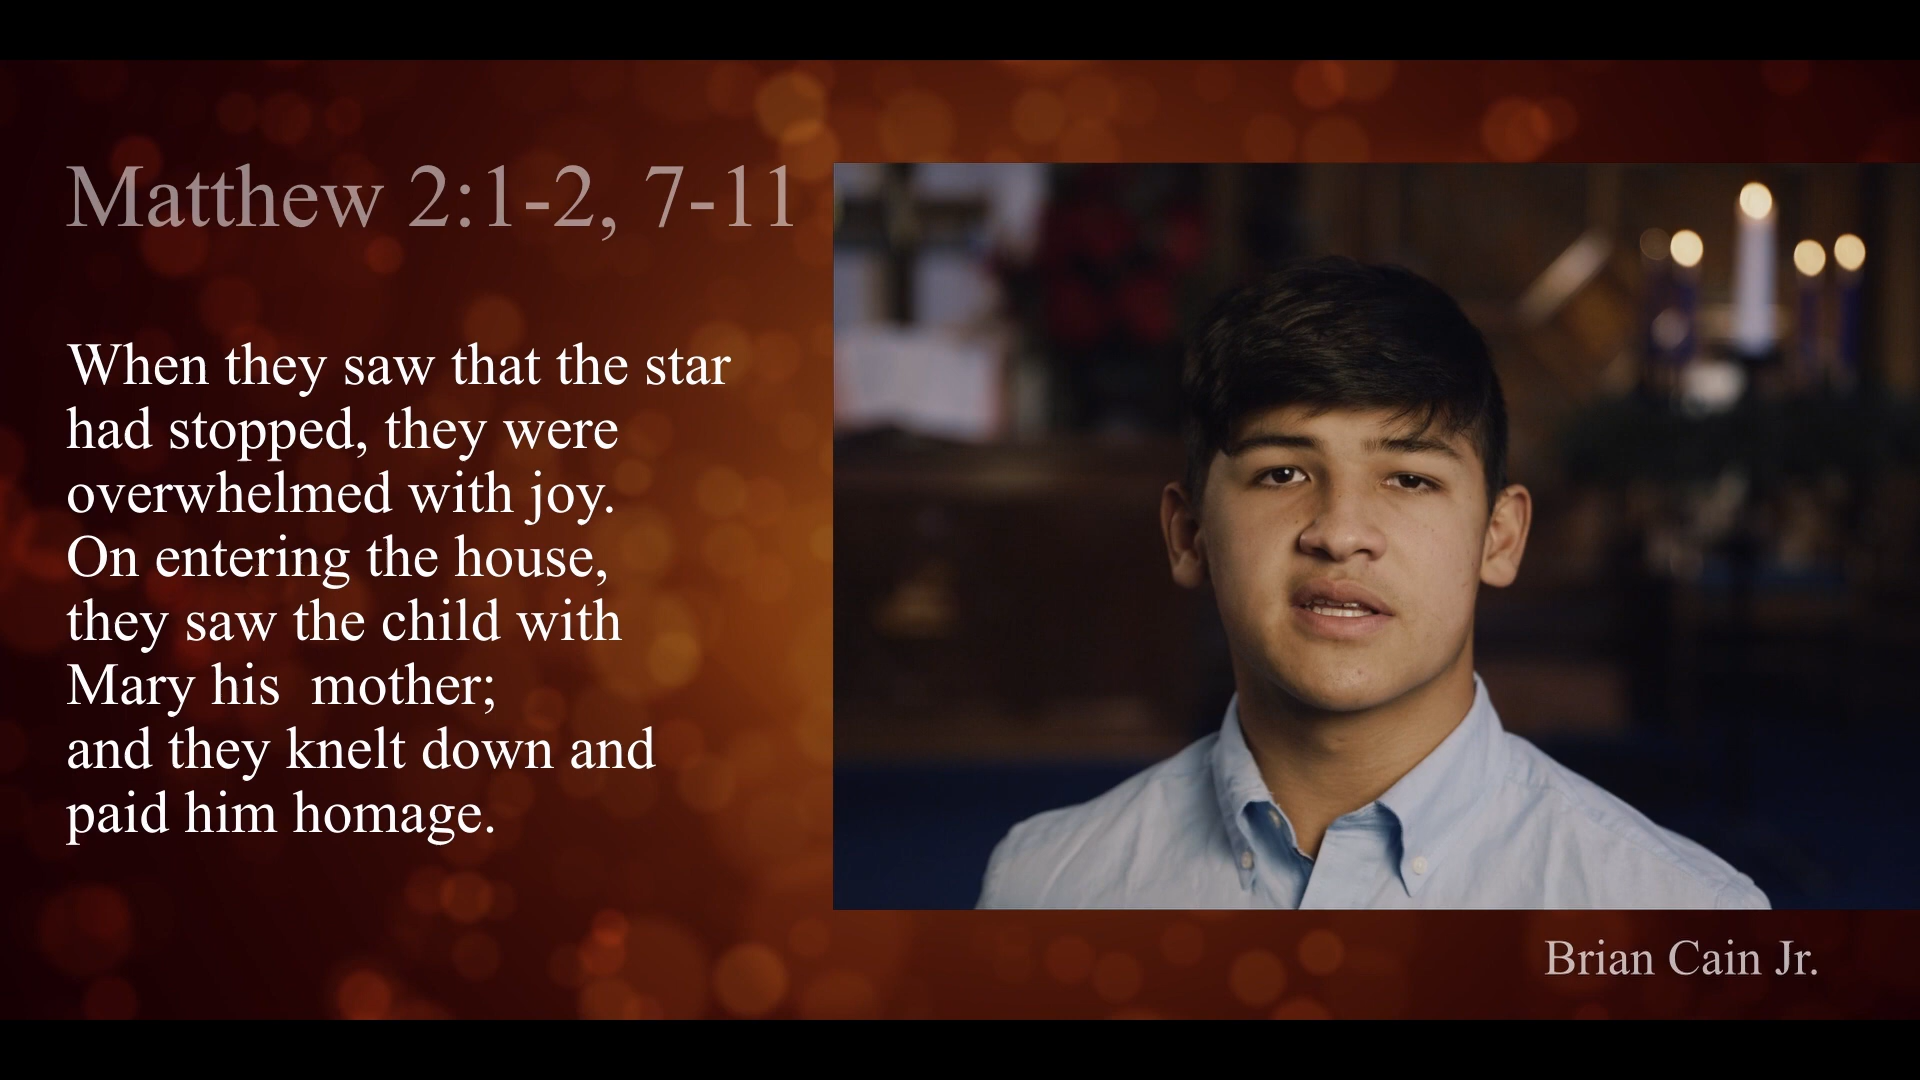 Matthew 2:1-2, 7-11
When they saw that the star
had stopped, they were
overwhelmed with joy.
On entering the house,
they saw the child with
Mary his  mother;
and they knelt down and
paid him homage.
Brian Cain Jr.